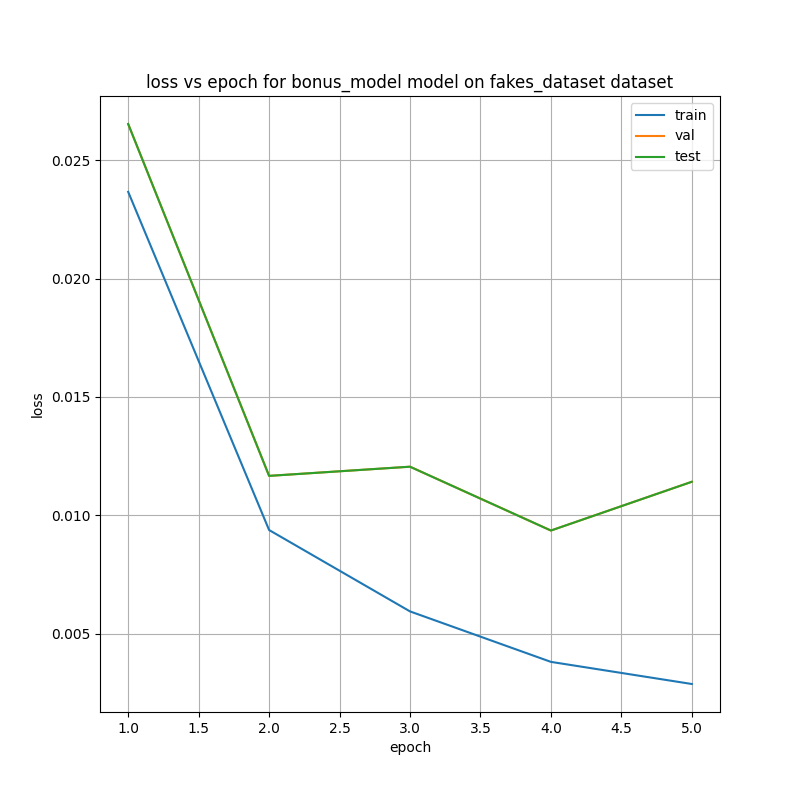 loss vs epoch for bonus_model model on fakes_dataset dataset
train
val
test
0.025
0.020
0.015
0.010
0.005
loss
1.0 1.5 2.0 2.5 3.0 3.5 4.0 4.5 5.0
epoch